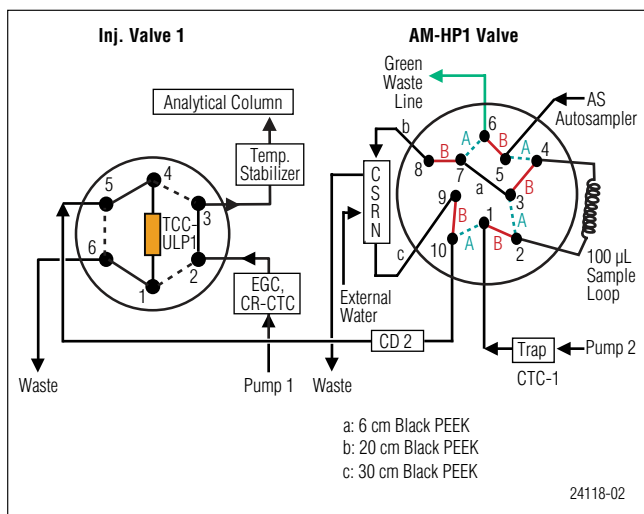 Inj. Valve 1
AM-HP1 Valve
Green
Waste
Line
AS
Autosampler
Analytical Column
Temp.
Stabilizer
TCC-
ULP1
EGC,
CR-CTC
4
5
3
6
2
1
Waste
Pump 1
b
C
S
R
N
c
External
Water
Waste
CD 2
6
A
B
A
4
5
B
7
8
B
a
3
9
B
A
1
10
A
B
2
100 µL
Sample
Loop
Trap
CTC-1
Pump 2
a: 6 cm Black PEEK
b: 20 cm Black PEEK
c: 30 cm Black PEEK
24118-02